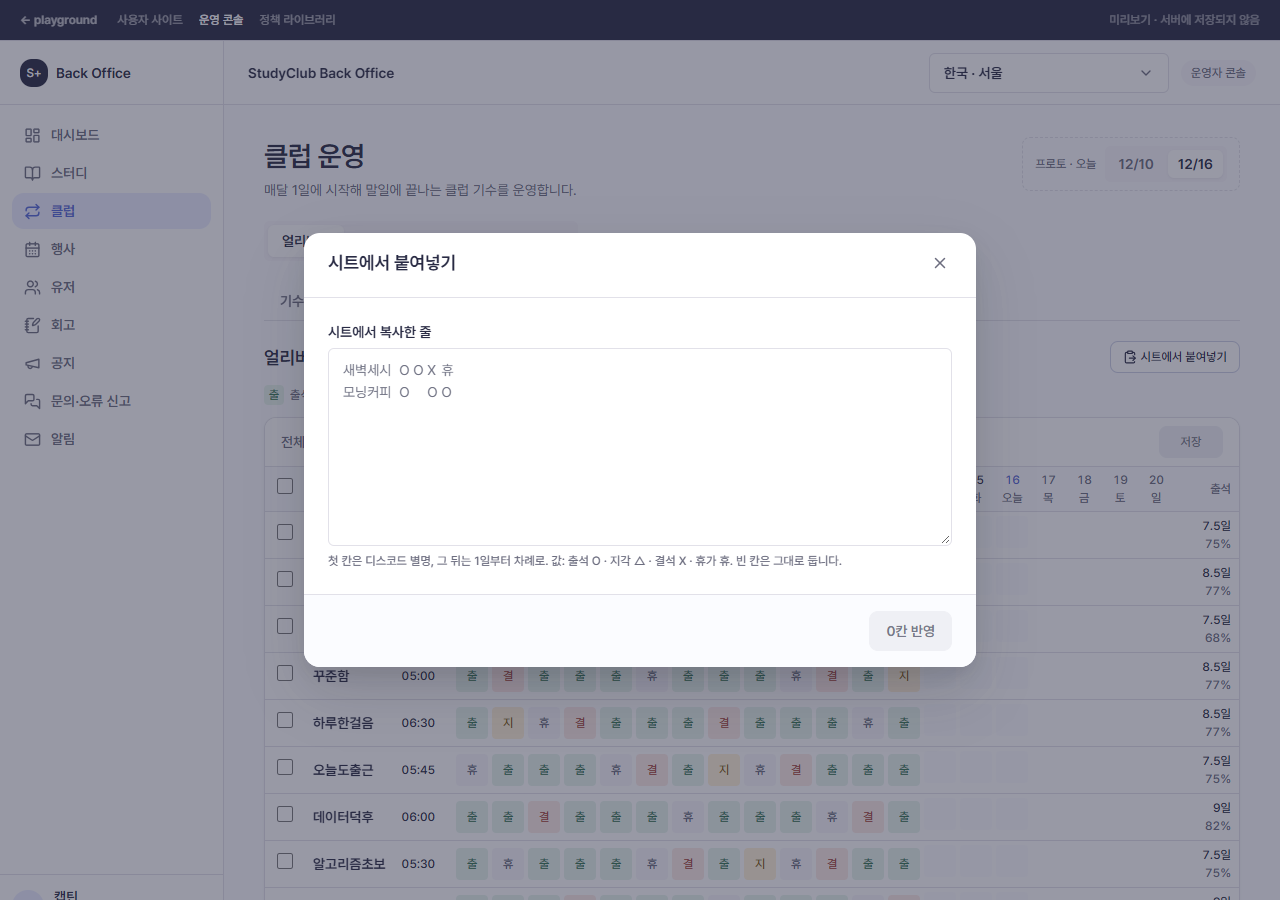 ← playground 사용자 사이트 운영 콘솔 정책 라이브러리 미리보기 · 서버에 저장되지 않음
S+ Back Office
StudyClub Back Office 한국 · 서울 운영자 콘솔
대시보드
스터디
클럽
행사
유저
회고
공지
문의·오류 신고
알림
캡틴
클럽 운영
매달 1일에 시작해 말일에 끝나는 클럽 기수를 운영합니다.
프로토 · 오늘 12/10 12/16
기수
시트에서 붙여넣기
출
전체
저장
16 17 18 19 20 출석
오늘 목 금 토 일
7.5일
75%
8.5일
77%
7.5일
68%
시트에서 붙여넣기
시트에서 복사한 줄
새벽세시 O O X 휴
모닝커피 O O O
첫 칸은 디스코드 별명, 그 뒤는 1일부터 차례로. 값: 출석 O · 지각 △ · 결석 X · 휴가 휴. 빈 칸은 그대로 둡니다.
0칸 반영
꾸준함 05:00 출 결 출 출 출 휴 출 출 출 휴 결 출 지 8.5일
77%
하루한걸음 06:30 출 지 휴 결 출 출 출 결 출 출 출 휴 출 8.5일
77%
오늘도출근 05:45 휴 출 출 출 휴 결 출 지 휴 결 출 출 출 7.5일
75%
데이터덕후 06:00 출 출 결 출 출 출 휴 출 출 출 휴 결 출 9일
82%
알고리즘초보 05:30 출 휴 출 출 출 휴 결 출 지 휴 결 출 출 7.5일
75%